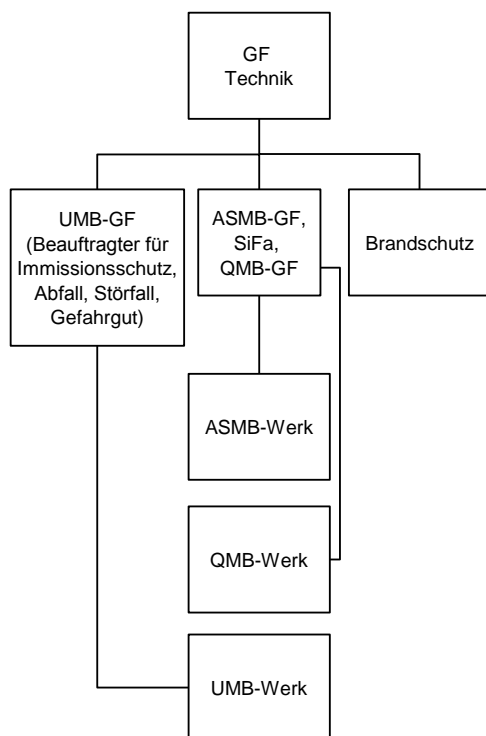 GF
Technik
UMB-GF
(Beauftragter für
Immissionsschutz,
Abfall, Störfall,
Gefahrgut)
ASMB-GF,
SiFa,
QMB-GF
Brandschutz
ASMB-Werk
QMB-Werk
UMB-Werk